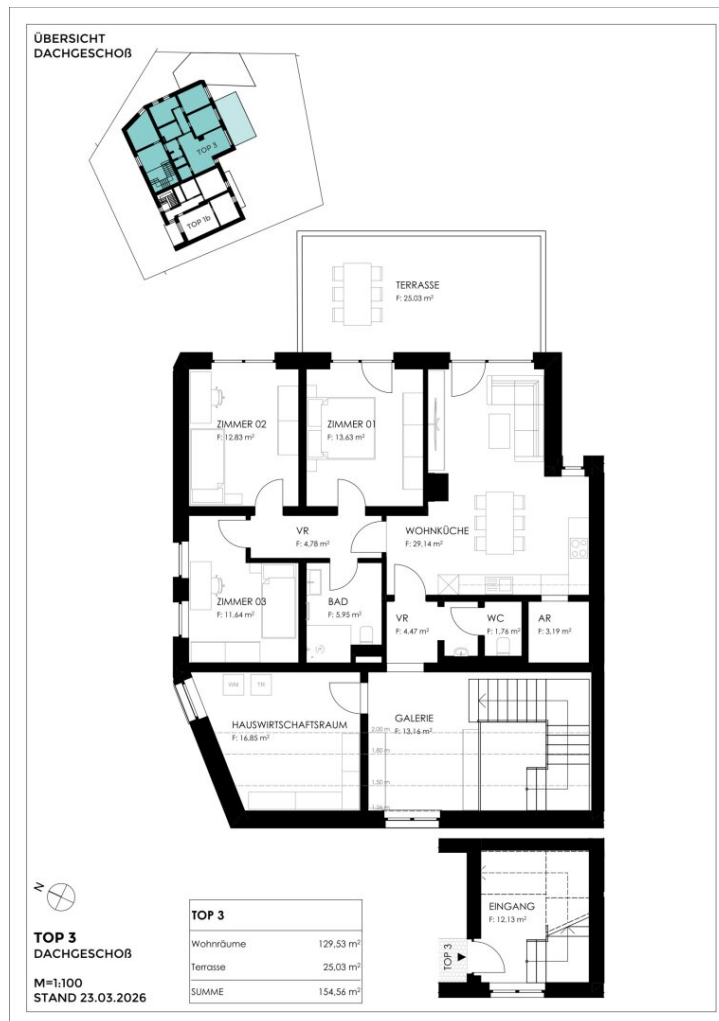 ÜBERSICHT
DACHGESCHOß
TOP 3
TOP 1b
TERRASSE
F: 25,03 m²
ZIMMER 02
F: 12,83 m²
ZIMMER 01
F: 13,63 m²
VR
F: 4,78 m²
WOHNKÜCHE
F: 29,14 m²
ZIMMER 03
F: 11,64 m²
BAD
F: 5,95 m²
VR
F: 4,47 m²
WC
F: 1,76 m²
AR
F: 3,19 m²
WM
TR
HAUSWIRTSCHAFTSRAUM
F: 16,85 m²
GALERIE
F: 13,16 m²
2,00 m
1,80 m
1,50 m
EINGANG
F: 12,13 m²
TOP 3
N
TOP 3
DACHGESCHOß
M=1:100
STAND 23.03.2026
TOP 3
Wohnräume 129,53 m²
Terrasse 25,03 m²
SUMME 154,56 m²